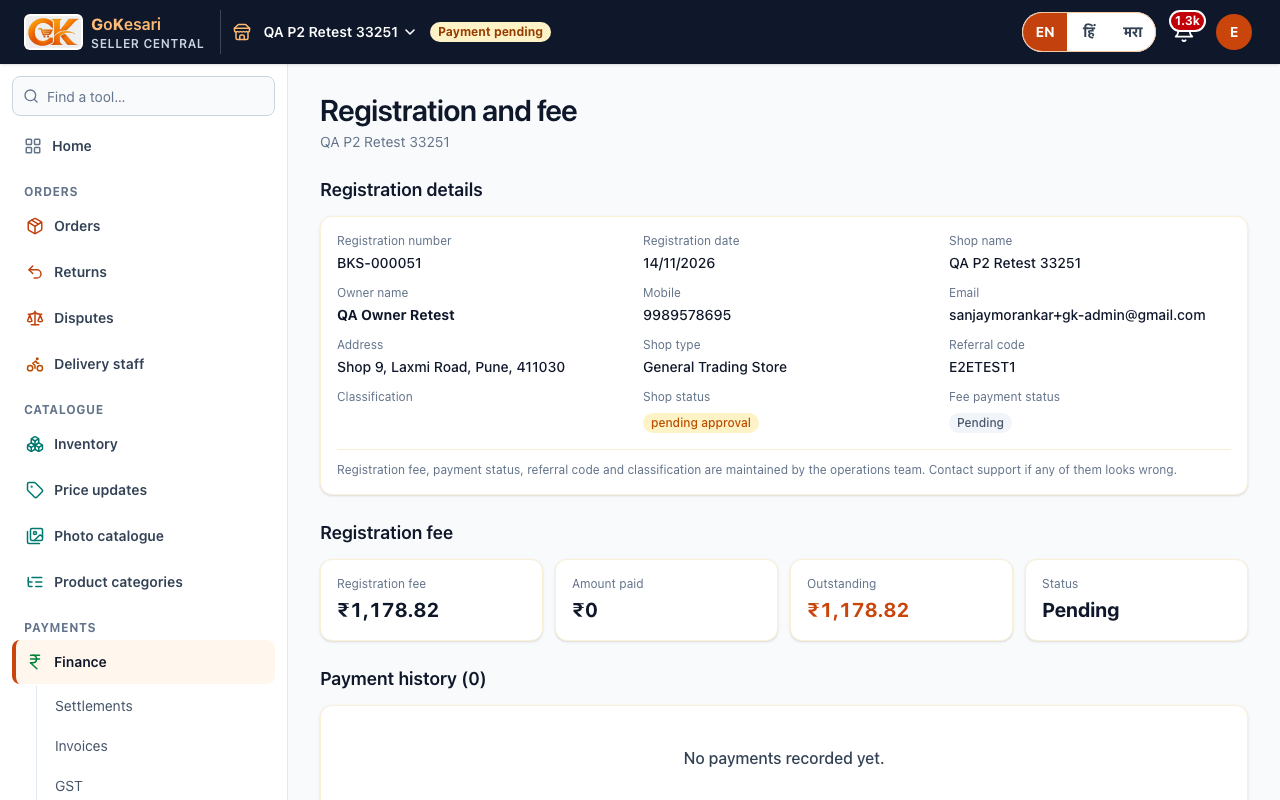 GK
GoKesari
SELLER CENTRAL
QA P2 Retest 33251
Payment pending
EN
हिं
मरा
1.3k
E
Find a tool...
Home
ORDERS
Orders
Returns
Disputes
Delivery staff
CATALOGUE
Inventory
Price updates
Photo catalogue
Product categories
PAYMENTS
Finance
Settlements
Invoices
GST
Registration and fee
QA P2 Retest 33251
Registration details
Registration number
BKS-000051
Registration date
14/11/2026
Shop name
QA P2 Retest 33251
Owner name
QA Owner Retest
Mobile
9989578695
Email
sanjaymorankar+gk-admin@gmail.com
Address
Shop 9, Laxmi Road, Pune, 411030
Shop type
General Trading Store
Referral code
E2ETEST1
Classification
Shop status
pending approval
Fee payment status
Pending
Registration fee, payment status, referral code and classification are maintained by the operations team. Contact support if any of them looks wrong.
Registration fee
Registration fee
₹1,178.82
Amount paid
₹0
Outstanding
₹1,178.82
Status
Pending
Payment history (0)
No payments recorded yet.